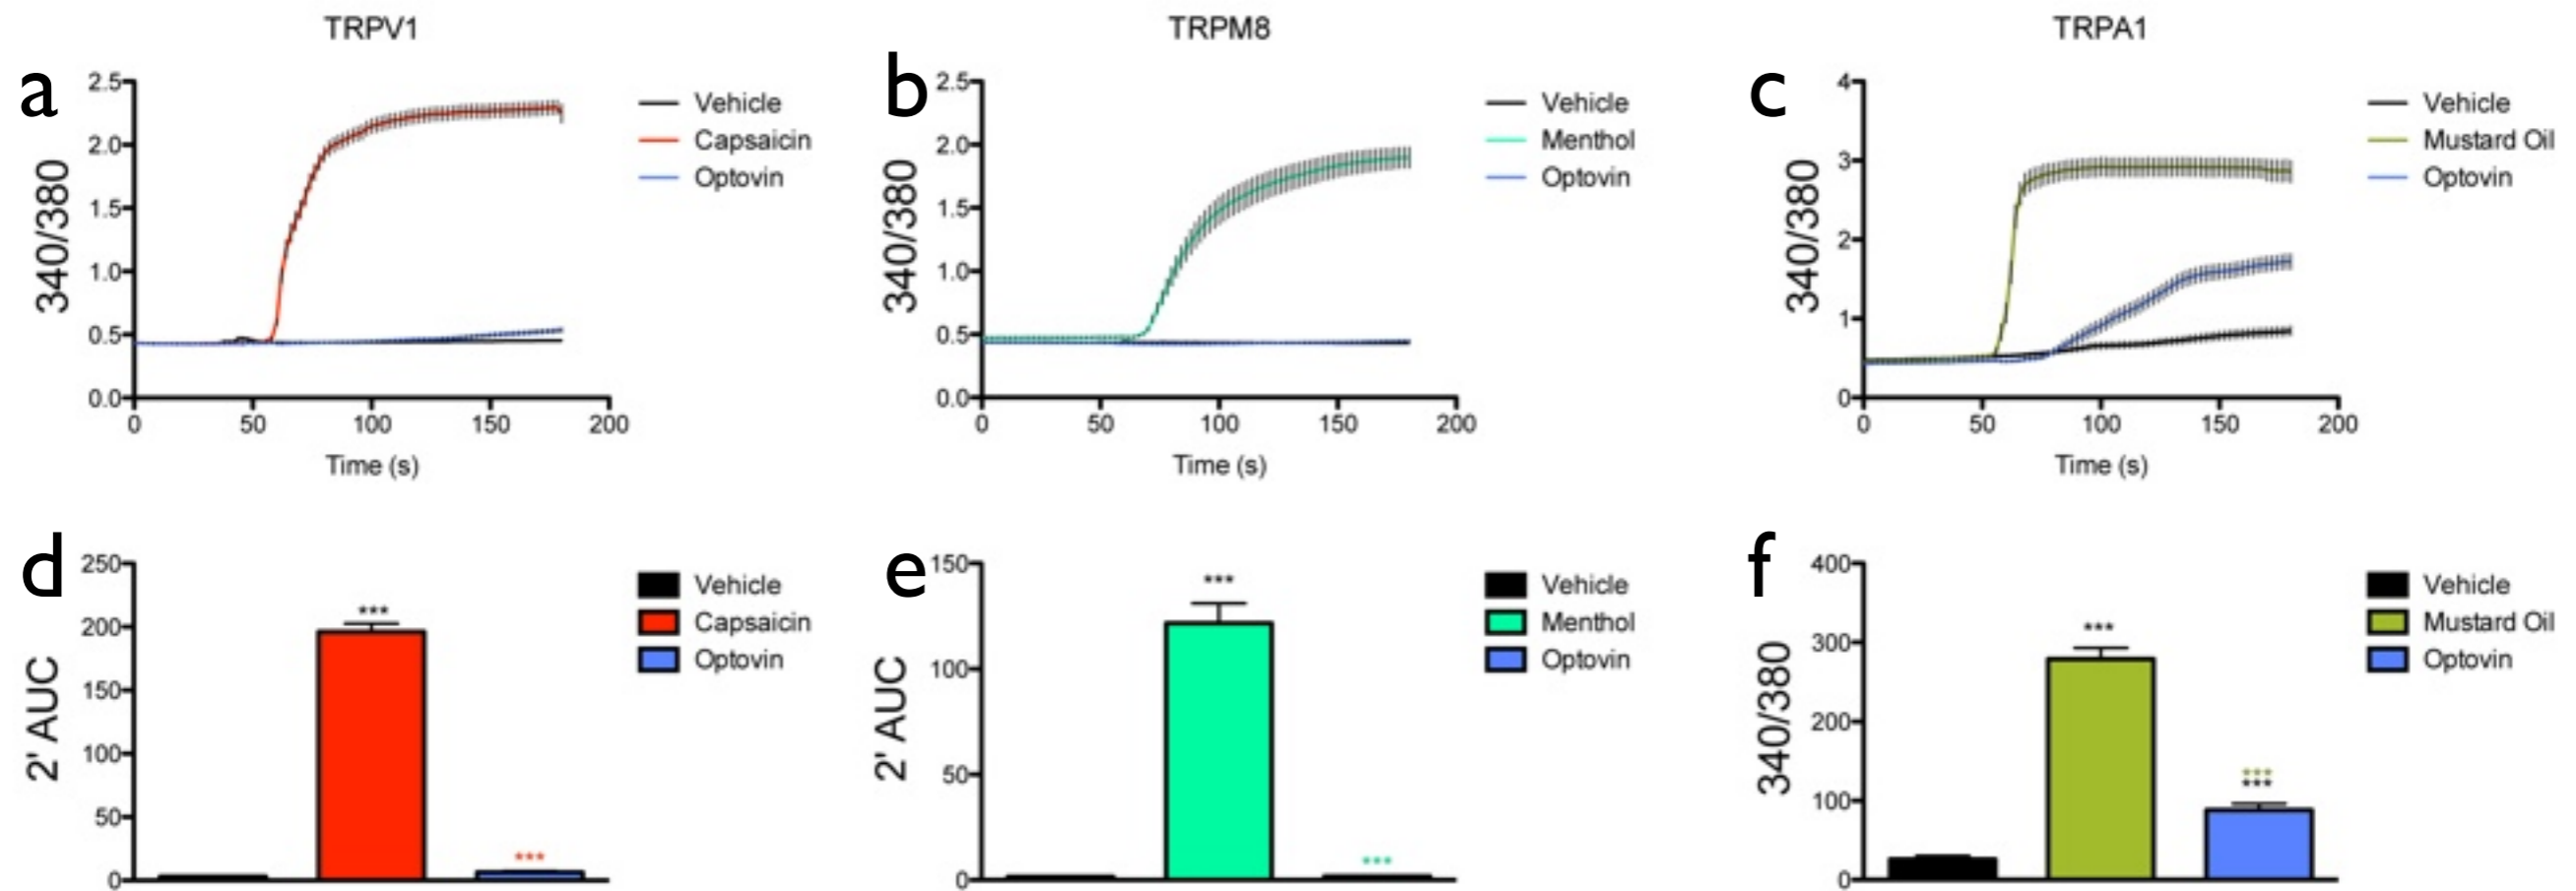 TRPV1
a
340/380
2.5
2.0
1.5
1.0
0.5
0.0
0 50 100 150 200
Time (s)
Vehicle
Capsaicin
Optovin
TRPM8
b
340/380
2.5
2.0
1.5
1.0
0.5
0.0
0 50 100 150 200
Time (s)
Vehicle
Menthol
Optovin
TRPA1
c
340/380
4
3
2
1
0
0 50 100 150 200
Time (s)
Vehicle
Mustard Oil
Optovin
d
2' AUC
250
200
150
100
50
0
***
***
Vehicle
Capsaicin
Optovin
e
2' AUC
150
100
50
0
***
***
Vehicle
Menthol
Optovin
f
340/380
400
300
200
100
0
***
***
***
Vehicle
Mustard Oil
Optovin